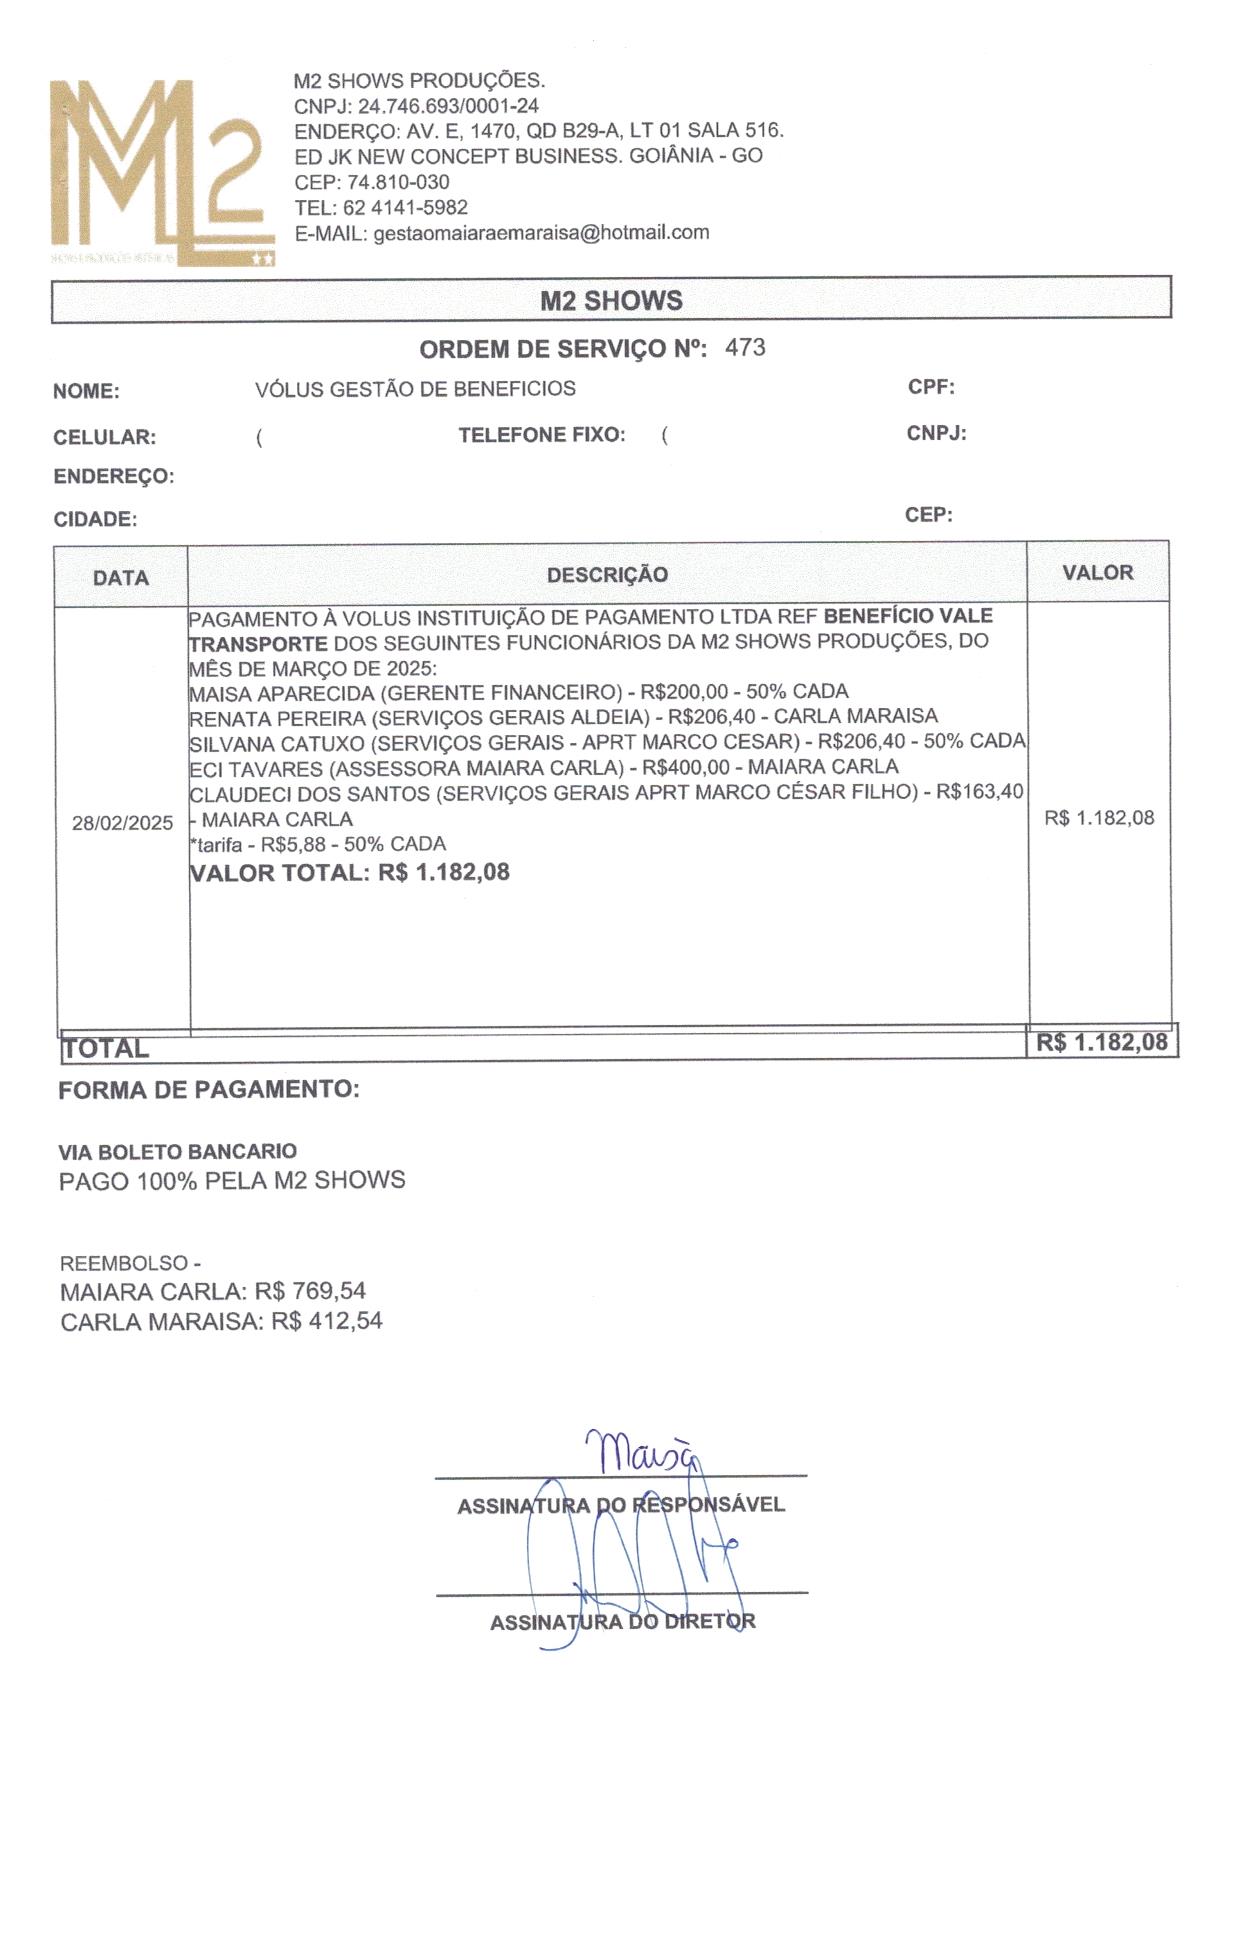 M2 SHOWS PRODUÇÕES.
CNPJ: 24.746.693/0001-24
ENDERÇO: AV. E, 1470, QD B29-A, LT 01 SALA 516.
ED JK NEW CONCEPT BUSINESS. GOIÂNIA - GO
CEP: 74.810-030
TEL: 62 4141-5982
E-MAIL: gestaomaiaraemaraisa@hotmail.com
M2 SHOWS
ORDEM DE SERVIÇO Nº: 473
NOME: VÓLUS GESTÃO DE BENEFICIOS CPF:
CELULAR: ( TELEFONE FIXO: ( CNPJ:
ENDEREÇO:
CIDADE: CEP:
DATA DESCRIÇÃO VALOR
PAGAMENTO À VOLUS INSTITUIÇÃO DE PAGAMENTO LTDA REF BENEFÍCIO VALE
TRANSPORTE DOS SEGUINTES FUNCIONÁRIOS DA M2 SHOWS PRODUÇÕES, DO
MÊS DE MARÇO DE 2025:
MAISA APARECIDA (GERENTE FINANCEIRO) - R$200,00 - 50% CADA
RENATA PEREIRA (SERVIÇOS GERAIS ALDEIA) - R$206,40 - CARLA MARAISA
SILVANA CATUXO (SERVIÇOS GERAIS - APRT MARCO CESAR) - R$206,40 - 50% CADA
ECI TAVARES (ASSESSORA MAIARA CARLA) - R$400,00 - MAIARA CARLA
CLAUDECI DOS SANTOS (SERVIÇOS GERAIS APRT MARCO CÉSAR FILHO) - R$163,40
28/02/2025 - MAIARA CARLA R$ 1.182,08
*tarifa - R$5,88 - 50% CADA
VALOR TOTAL: R$ 1.182,08
TOTAL R$ 1.182,08
FORMA DE PAGAMENTO:
VIA BOLETO BANCARIO
PAGO 100% PELA M2 SHOWS
REEMBOLSO -
MAIARA CARLA: R$ 769,54
CARLA MARAISA: R$ 412,54
Maisa
ASSINATURA DO RESPONSÁVEL
ASSINATURA DO DIRETOR